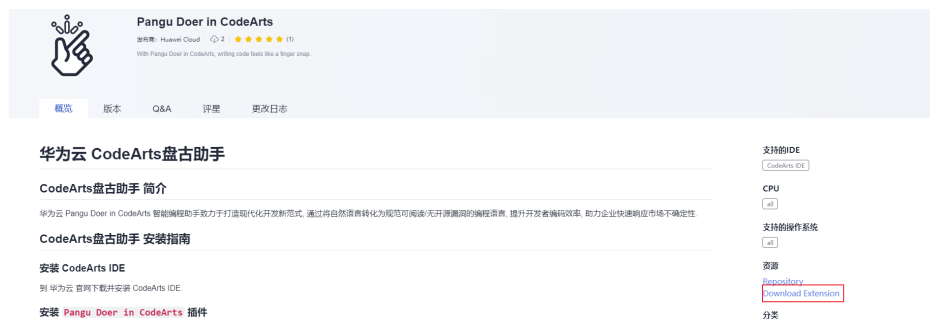 Pangu Doer in CodeArts
发布商: Huawei Cloud 2 (1)
With Pangu Doer in CodeArts, writing code feels like a finger snap.
概览 版本 Q&A 评星 更改日志
华为云 CodeArts盘古助手
CodeArts盘古助手 简介
华为云 Pangu Doer in CodeArts 智能编程助手致力于打造现代化开发新范式, 通过将自然语言转化为规范可阅读/无开源漏洞的编程语言, 提升开发者编码效率, 助力企业快速响应市场不确定性.
CodeArts盘古助手 安装指南
安装 CodeArts IDE
到 华为云 官网下载并安装 CodeArts IDE.
安装 Pangu Doer in CodeArts 插件
支持的IDE
CodeArts IDE
CPU
all
支持的操作系统
all
资源
Repository
Download Extension
分类